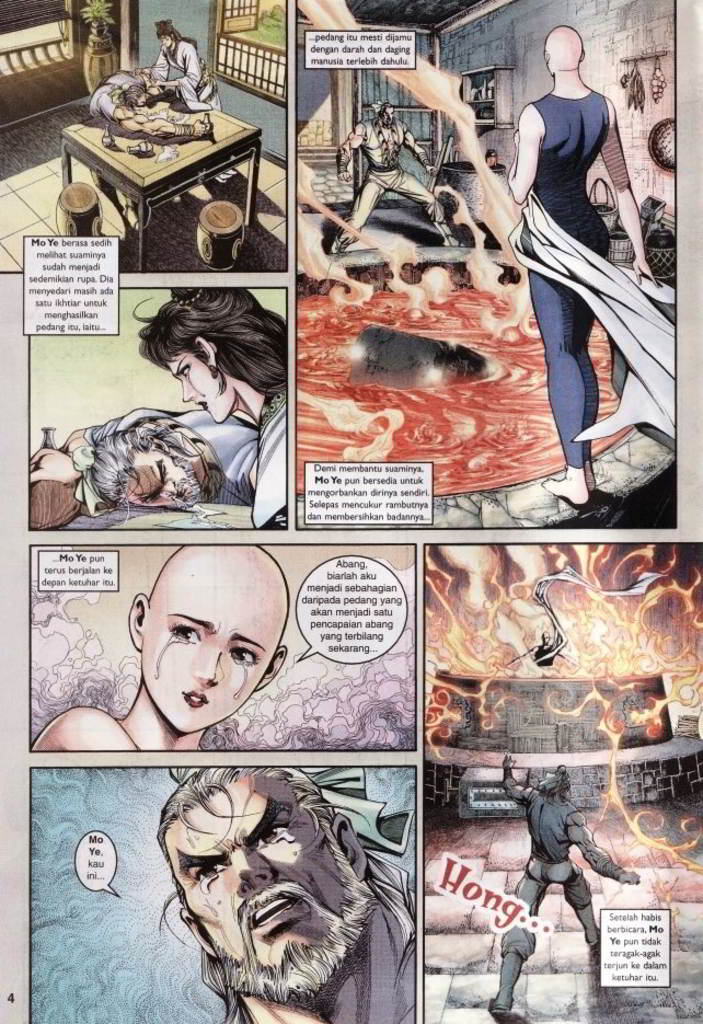 Mo Ye berasa sedih
melihat suaminya
sudah menjadi
sedemikian rupa. Dia
menyedari masih ada
satu ikhtiar untuk
menghasilkan
pedang itu, iaitu...
...pedang itu mesti dijamu
dengan darah dan daging
manusia terlebih dahulu.
Demi membantu suaminya,
Mo Ye pun bersedia untuk
mengorbankan dirinya sendiri.
Selepas mencukur rambutnya
dan membersihkan badannya...
...Mo Ye pun
terus berjalan ke
depan ketuhar itu.
Abang,
biarlah aku
menjadi sebahagian
daripada pedang yang
akan menjadi satu
pencapaian abang
yang terbilang
sekarang...
Mo
Ye,
kau
ini...
Hong...
Setelah habis
berbicara, Mo
Ye pun tidak
teragak-agak
terjun ke dalam
ketuhar itu.
4